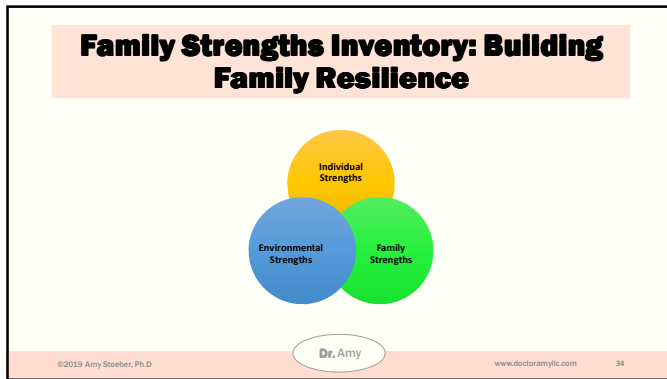 Family Strengths Inventory: Building
Family Resilience
Individual
Strengths
Environmental
Strengths
Family
Strengths
©2019 Amy Stoeber, Ph.D
Dr. Amy
www.doctoramyllc.com
34